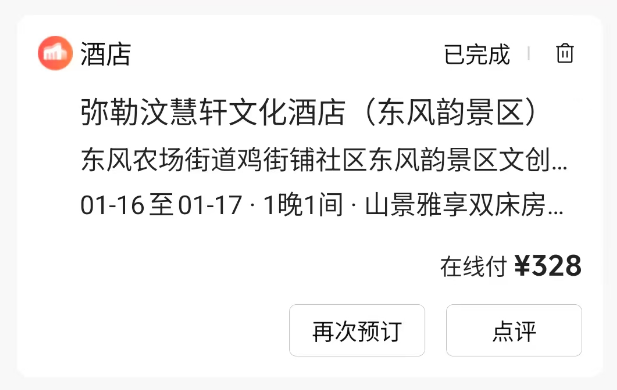 酒店 已完成
弥勒汶慧轩文化酒店（东风韵景区）
东风农场街道鸡街铺社区东风韵景区文创...
01-16至01-17 · 1晚1间 · 山景雅享双床房...
在线付 ¥328
再次预订 点评